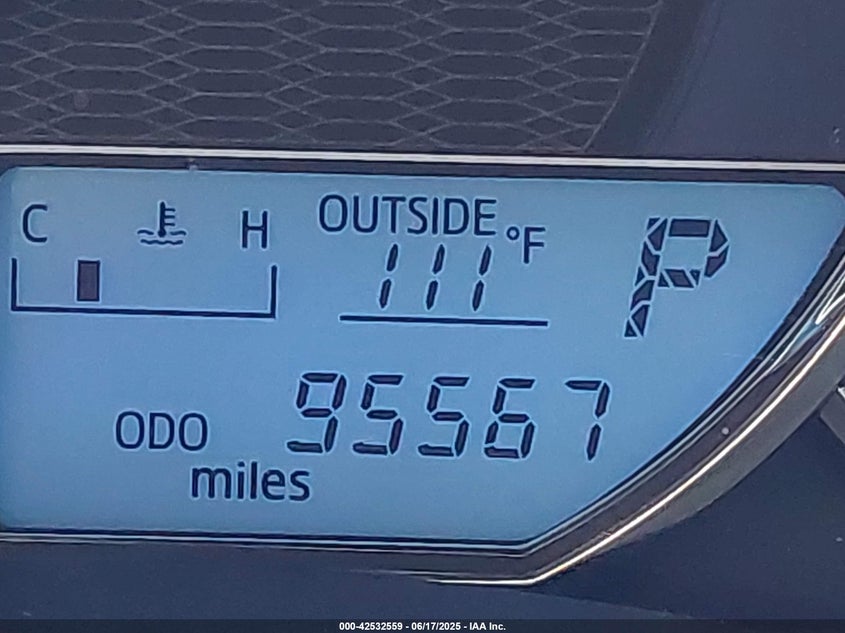 C H OUTSIDE °F P
111
ODO 95567
miles
000-42532559 - 06/17/2025 - IAA Inc.